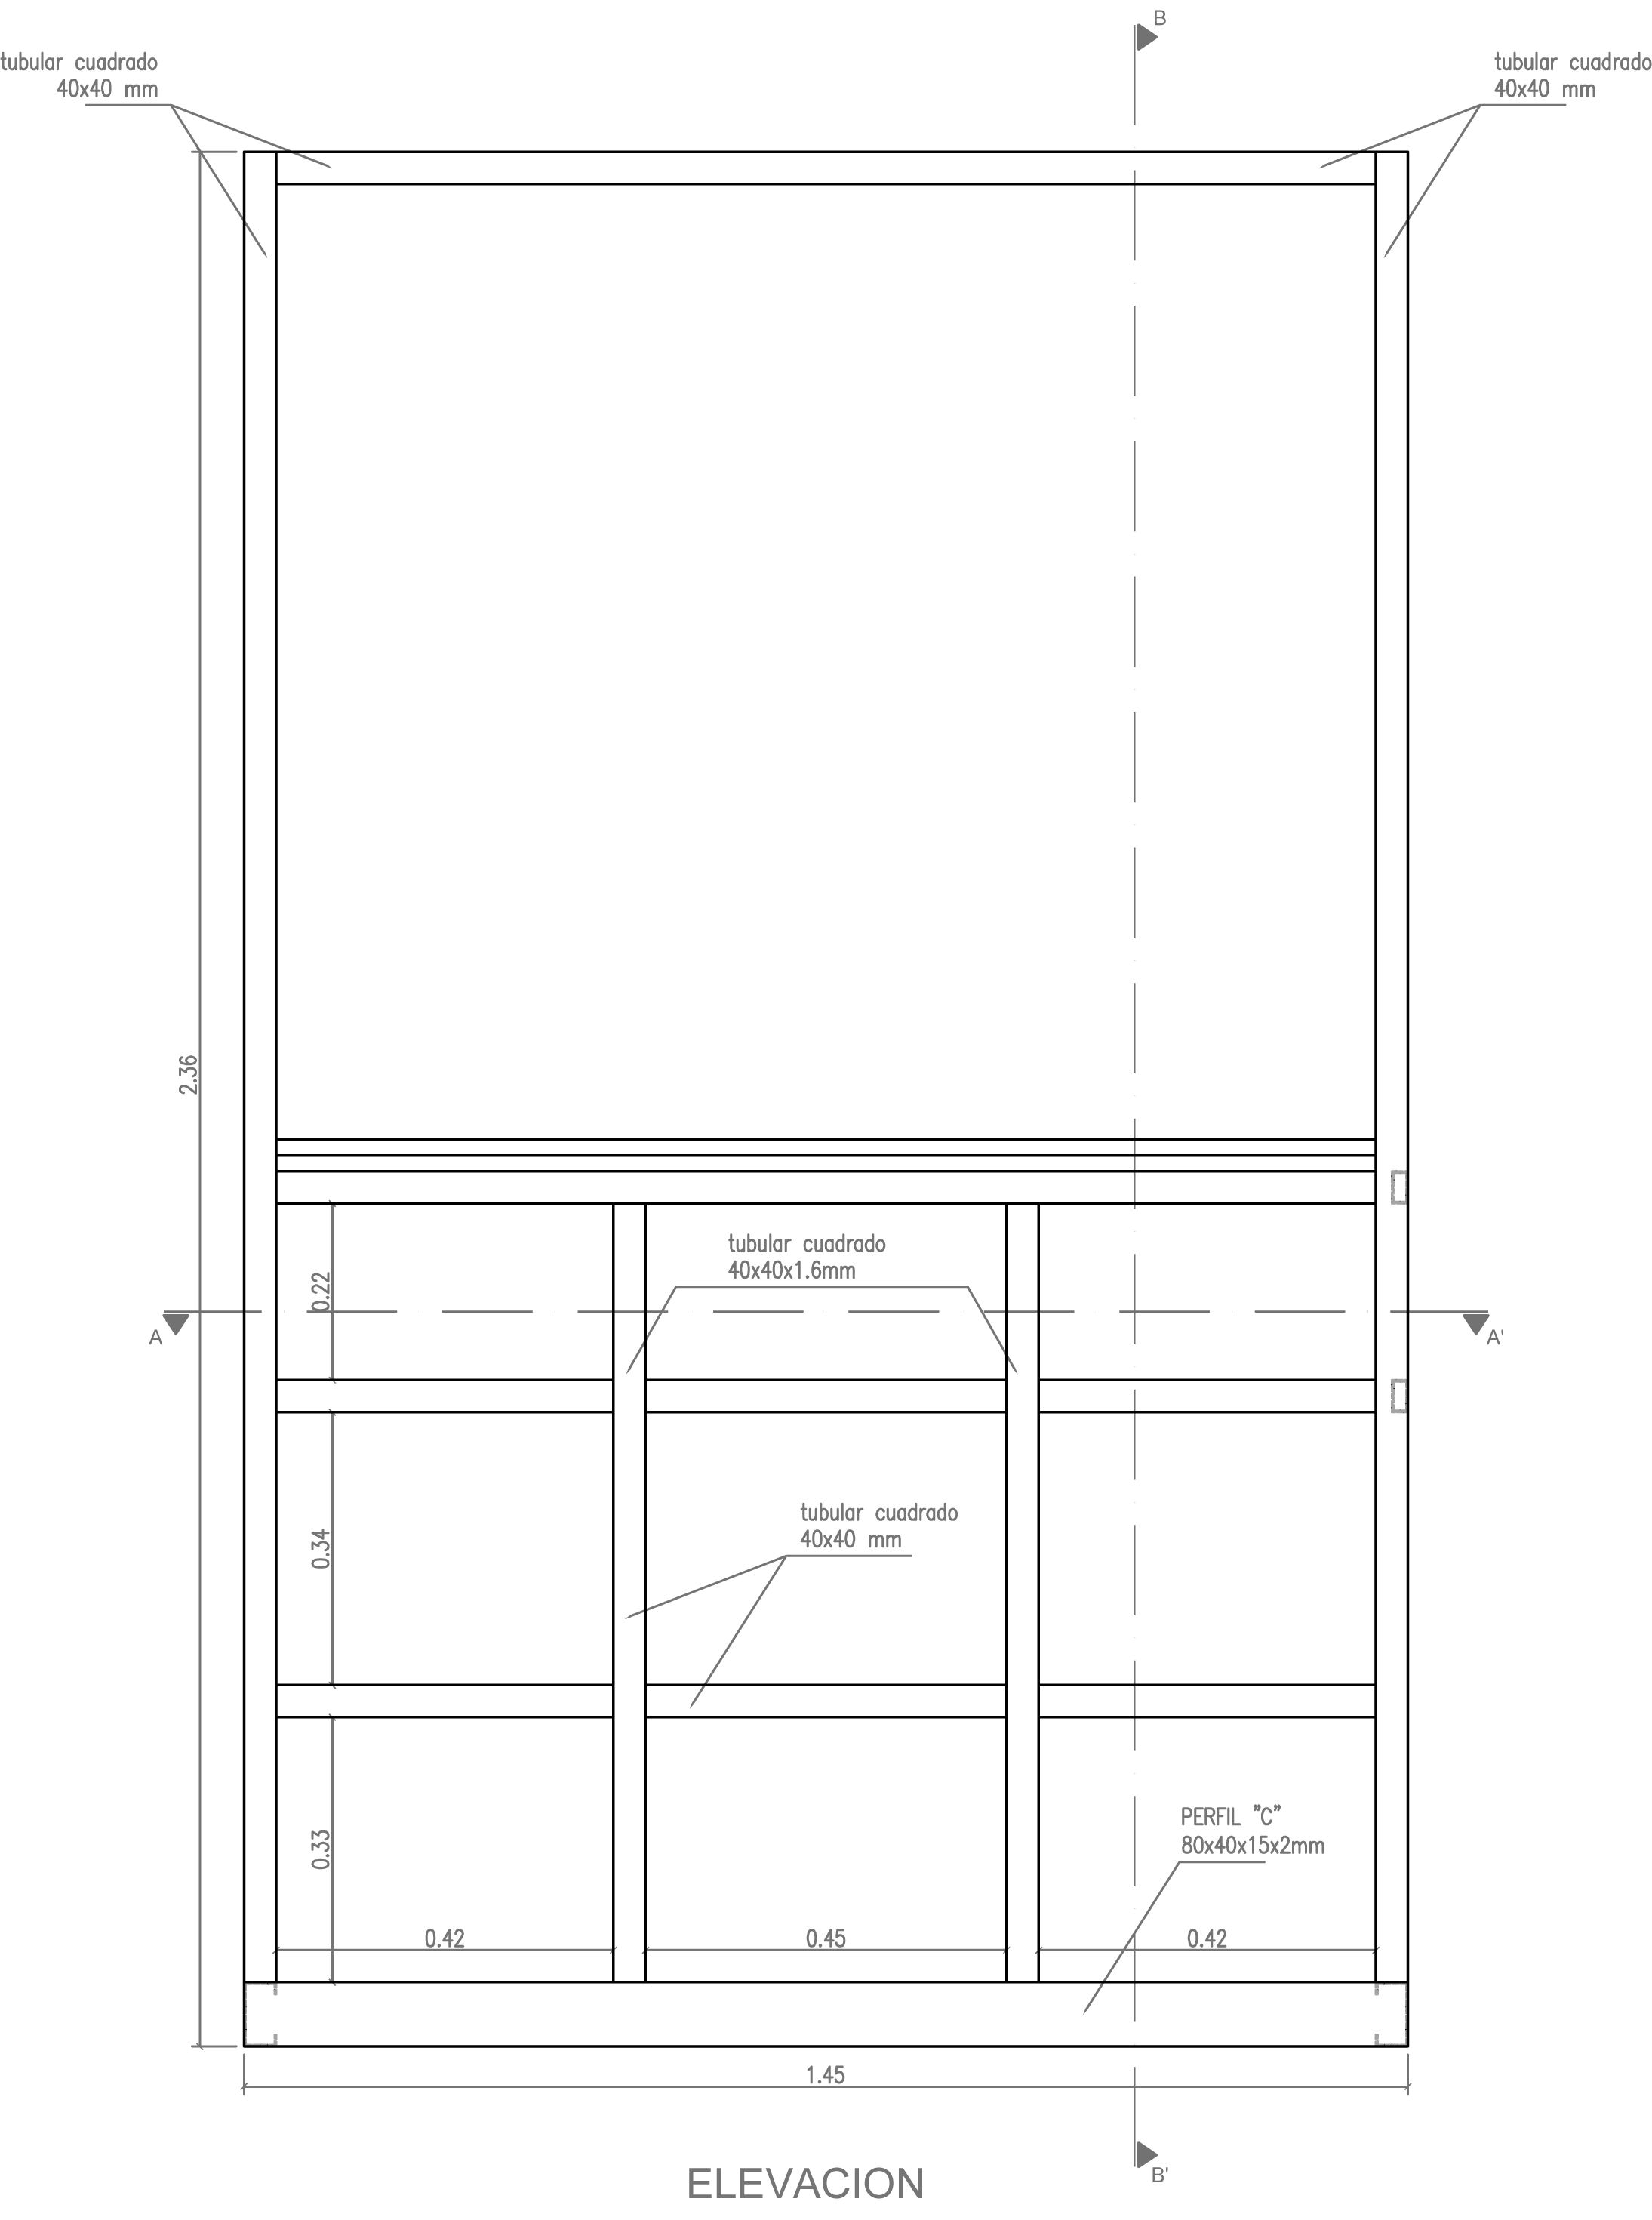 B
tubular cuadrado
40x40 mm
tubular cuadrado
40x40 mm
2.36
tubular cuadrado
40x40x1.6mm
0.22
A
A'
tubular cuadrado
40x40 mm
0.34
PERFIL "C"
80x40x15x2mm
0.33
0.42
0.45
0.42
1.45
B'
ELEVACION